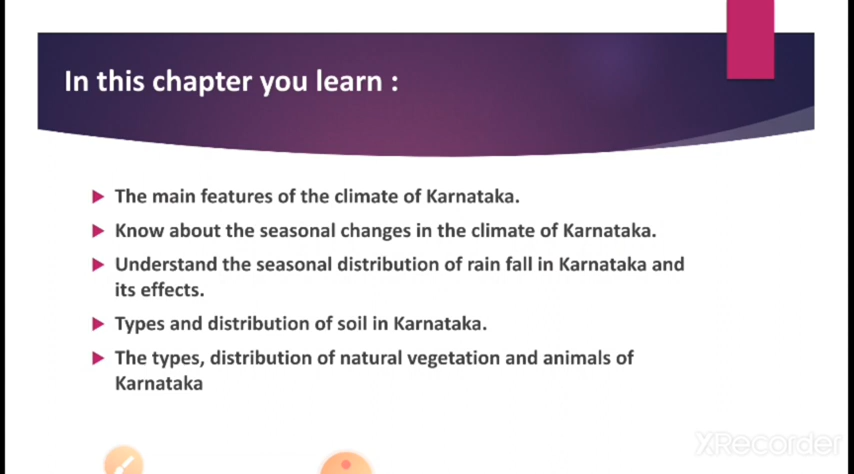 In this chapter you learn :
The main features of the climate of Karnataka.
Know about the seasonal changes in the climate of Karnataka.
Understand the seasonal distribution of rain fall in Karnataka and
its effects.
Types and distribution of soil in Karnataka.
The types, distribution of natural vegetation and animals of
Karnataka
XRecorder